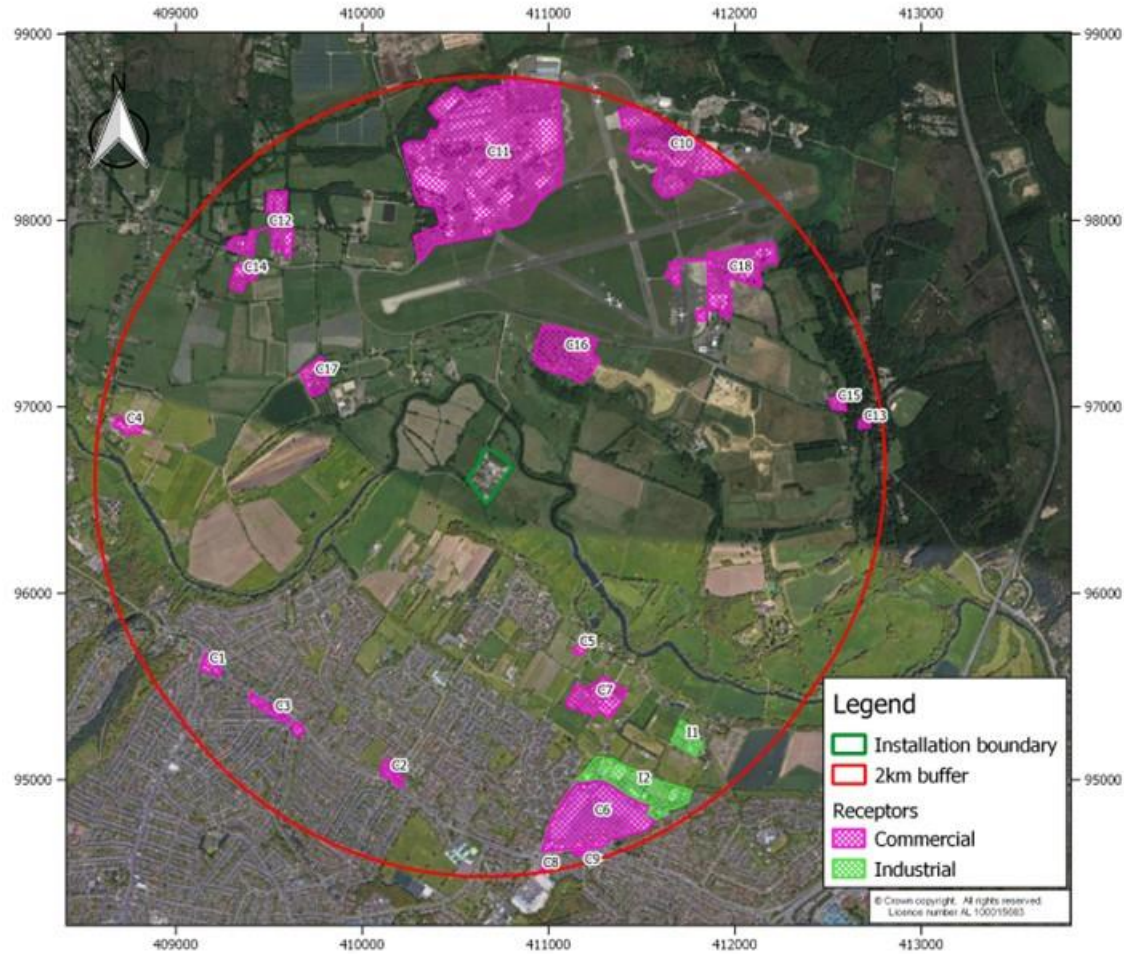 409000 410000 411000 412000 413000
99000 99000
N
C11
C10
98000 98000
C12
C14
C18
C16
C17
97000 97000
C15
C4
C13
96000 96000
C5
C1
C7
C3
I1
C2
95000 95000
I2
C6
C8
C9
Legend
Installation boundary
2km buffer
Receptors
Commercial
Industrial
© Crown copyright. All rights reserved.
Licence number AL 100015683
409000 410000 411000 412000 413000